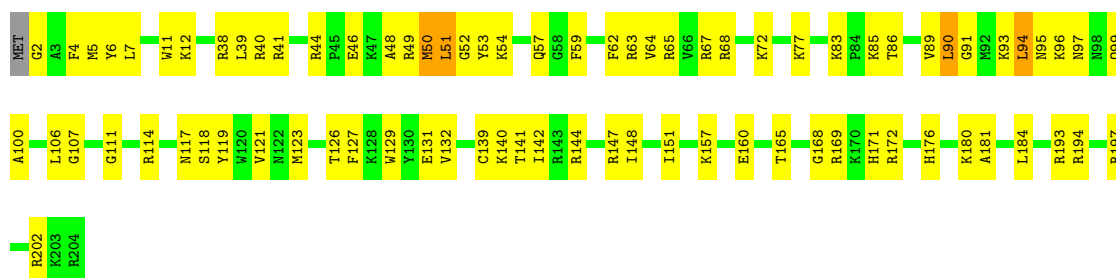 MET G2 A3 F4 M5 Y6 L7 W11 K12 R38 L39 R40 R41 R44 P45 E46 K47 A48 R49 M50 L51 G52 Y53 K54 Q57 G58 F59 F62 R63 V64 R65 V66 R67 R68 K72 K77 K83 P84 K85 T86 V89 L90 G91 M92 K93 L94 N95 K96 N97 N98
A100 L106 G107 G111 R114 N117 S118 Y119 W120 V121 N122 M123 T126 F127 K128 W129 Y130 E131 V132 C139 K140 T141 I142 R143 R144 R147 I148 I151 K157 E160 T165 G168 R169 K170 H171 R172 H176 K180 A181 L184 R193 R194
R202 K203 R204